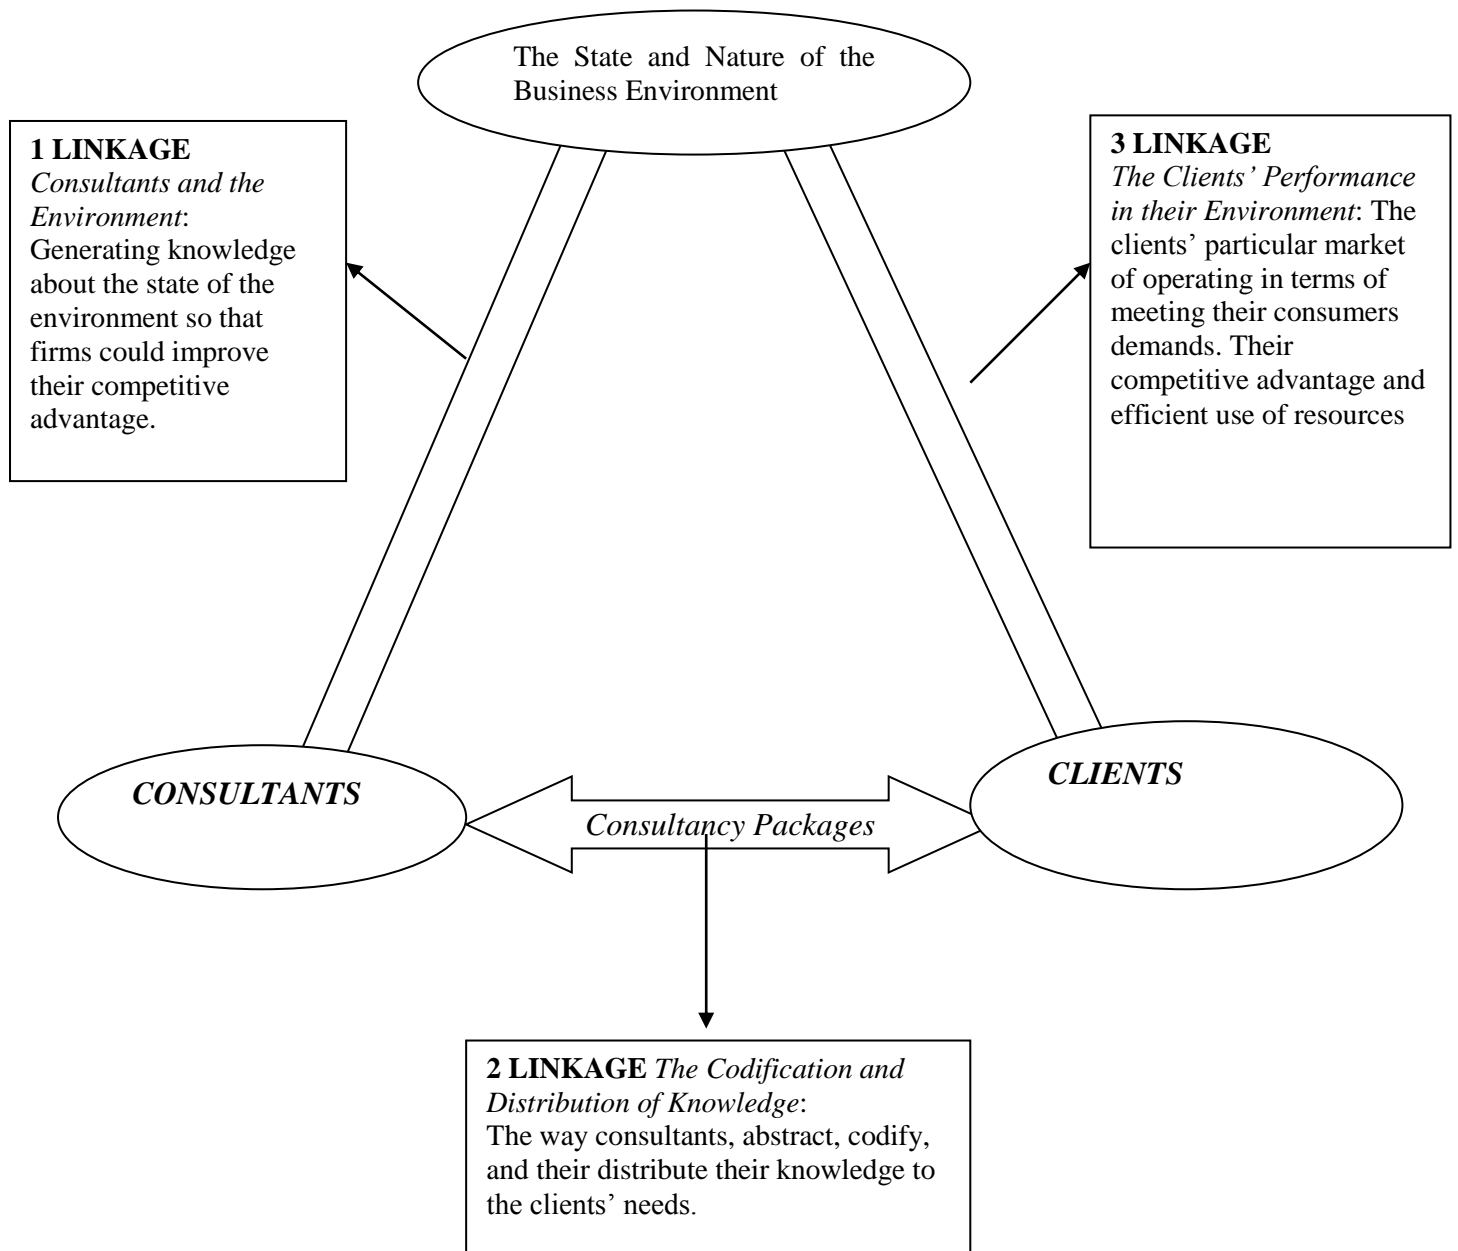 The State and Nature of the
Business Environment
1 LINKAGE
Consultants and the
Environment:
Generating knowledge
about the state of the
environment so that
firms could improve
their competitive
advantage.
3 LINKAGE
The Clients’ Performance
in their Environment: The
clients’ particular market
of operating in terms of
meeting their consumers
demands. Their
competitive advantage and
efficient use of resources
CONSULTANTS
CLIENTS
Consultancy Packages
2 LINKAGE The Codification and
Distribution of Knowledge:
The way consultants, abstract, codify,
and their distribute their knowledge to
the clients’ needs.